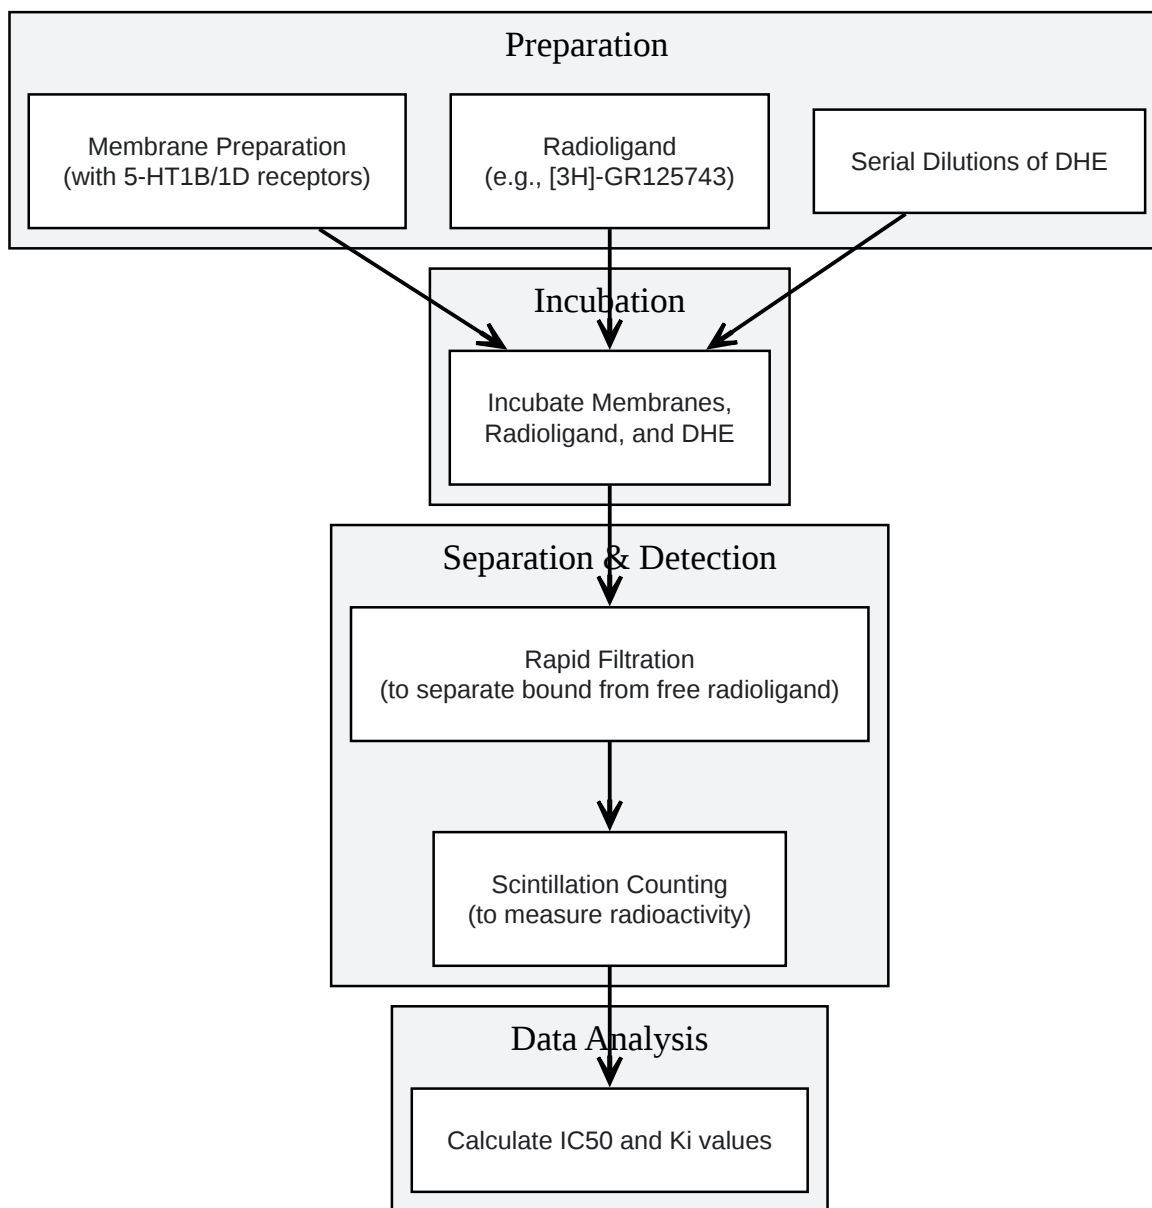 Preparation
Membrane Preparation
(with 5-HT1B/1D receptors)
Radioligand
(e.g., [3H]-GR125743)
Serial Dilutions of DHE
Incubation
Incubate Membranes,
Radioligand, and DHE
Separation & Detection
Rapid Filtration
(to separate bound from free radioligand)
Scintillation Counting
(to measure radioactivity)
Data Analysis
Calculate IC50 and Ki values